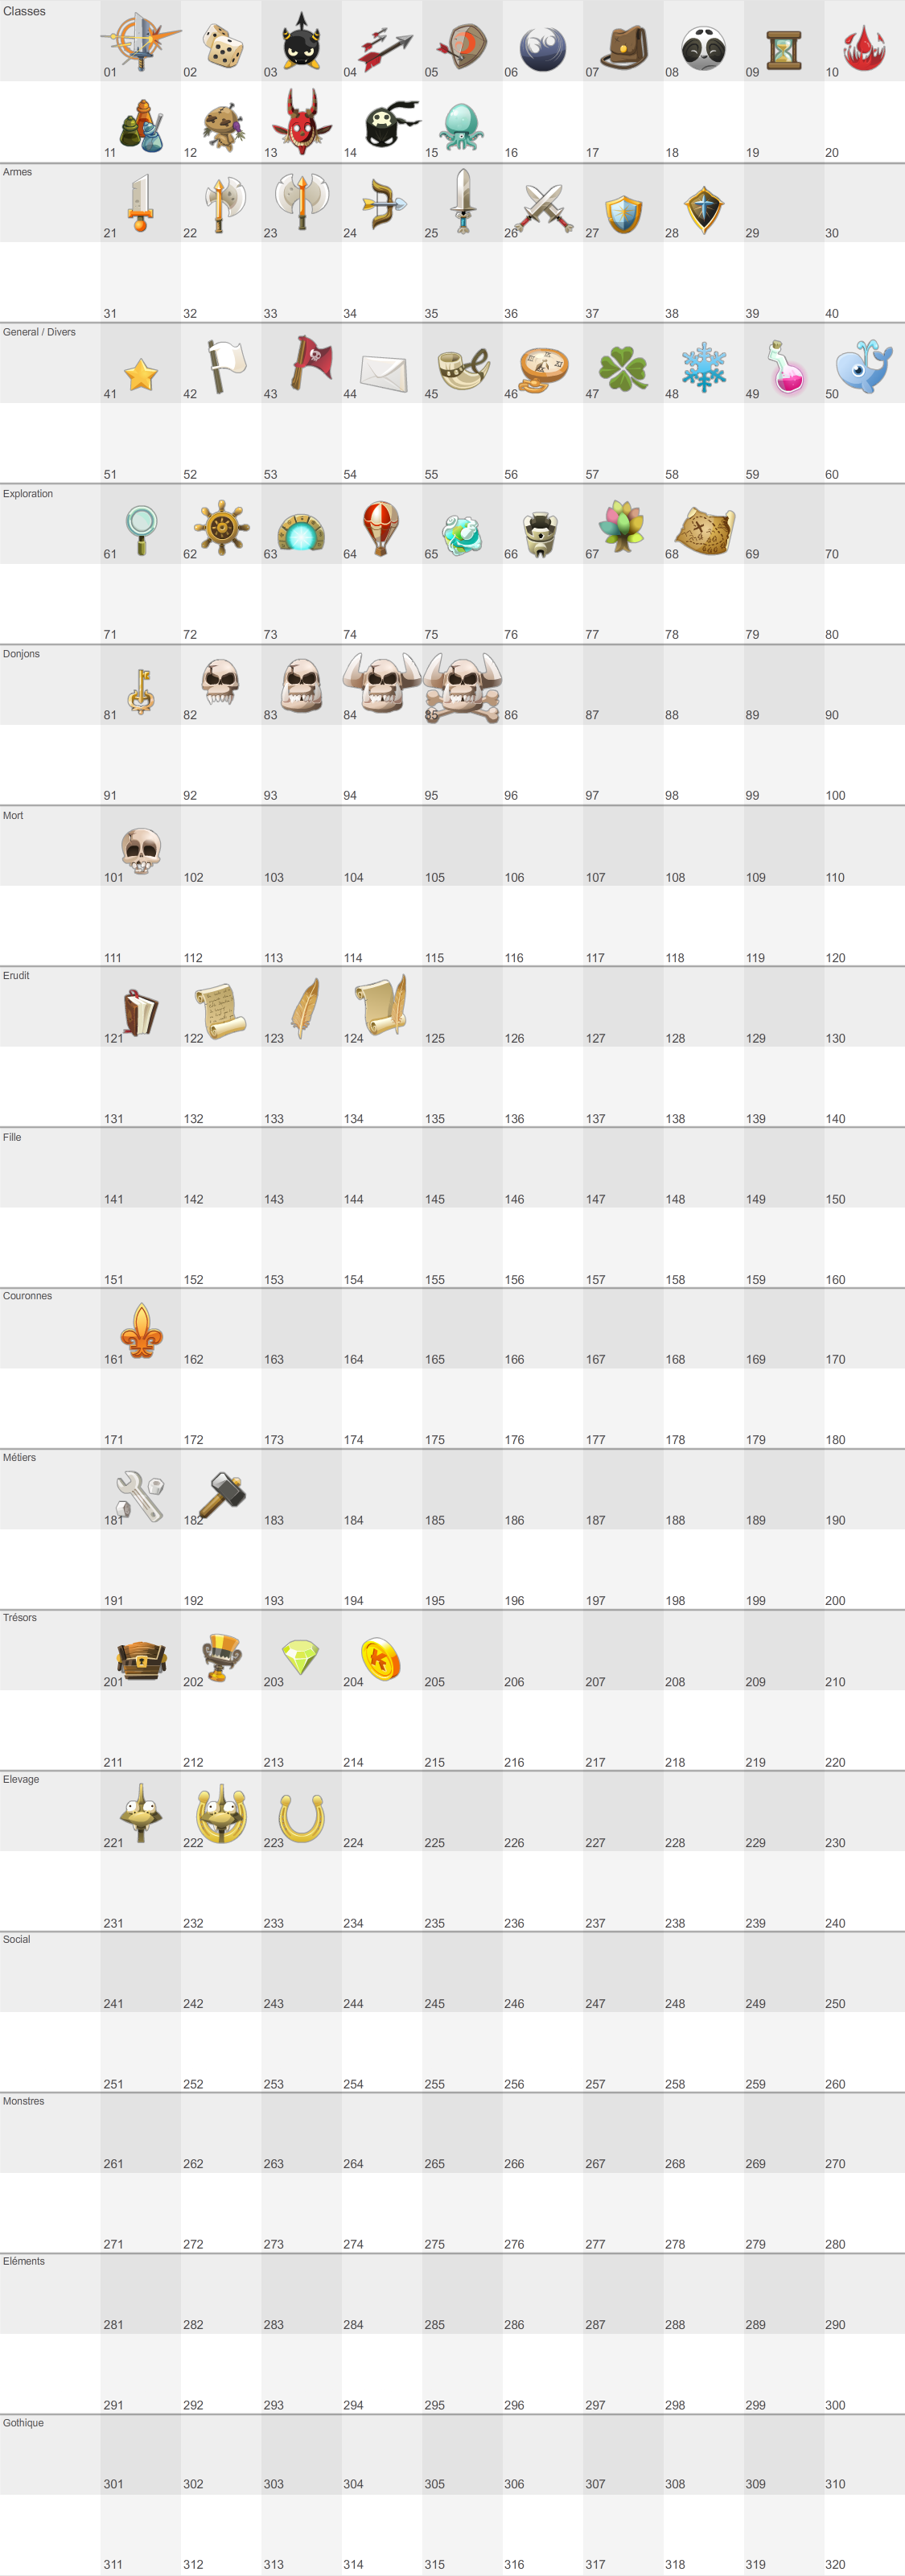 Classes
01 02 03 04 05 06 07 08 09 10
11 12 13 14 15 16 17 18 19 20
Armes
21 22 23 24 25 26 27 28 29 30
31 32 33 34 35 36 37 38 39 40
General / Divers
41 42 43 44 45 46 47 48 49 50
51 52 53 54 55 56 57 58 59 60
Exploration
61 62 63 64 65 66 67 68 69 70
71 72 73 74 75 76 77 78 79 80
Donjons
81 82 83 84 85 86 87 88 89 90
91 92 93 94 95 96 97 98 99 100
Mort
101 102 103 104 105 106 107 108 109 110
111 112 113 114 115 116 117 118 119 120
Erudit
121 122 123 124 125 126 127 128 129 130
131 132 133 134 135 136 137 138 139 140
Fille
141 142 143 144 145 146 147 148 149 150
151 152 153 154 155 156 157 158 159 160
Couronnes
161 162 163 164 165 166 167 168 169 170
171 172 173 174 175 176 177 178 179 180
Métiers
181 182 183 184 185 186 187 188 189 190
191 192 193 194 195 196 197 198 199 200
Trésors
201 202 203 204 205 206 207 208 209 210
211 212 213 214 215 216 217 218 219 220
Elevage
221 222 223 224 225 226 227 228 229 230
231 232 233 234 235 236 237 238 239 240
Social
241 242 243 244 245 246 247 248 249 250
251 252 253 254 255 256 257 258 259 260
Monstres
261 262 263 264 265 266 267 268 269 270
271 272 273 274 275 276 277 278 279 280
Eléments
281 282 283 284 285 286 287 288 289 290
291 292 293 294 295 296 297 298 299 300
Gothique
301 302 303 304 305 306 307 308 309 310
311 312 313 314 315 316 317 318 319 320